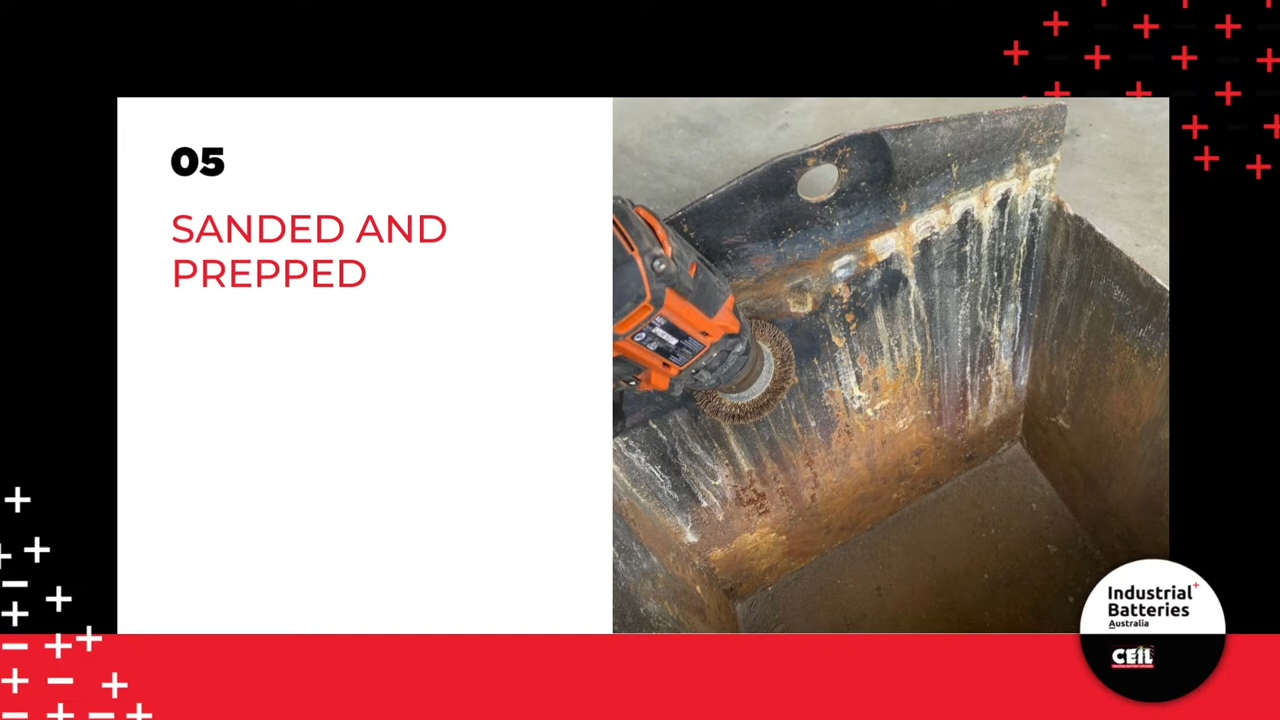 05
SANDED AND
PREPPED
Industrial+
Batteries
Australia
CEIL